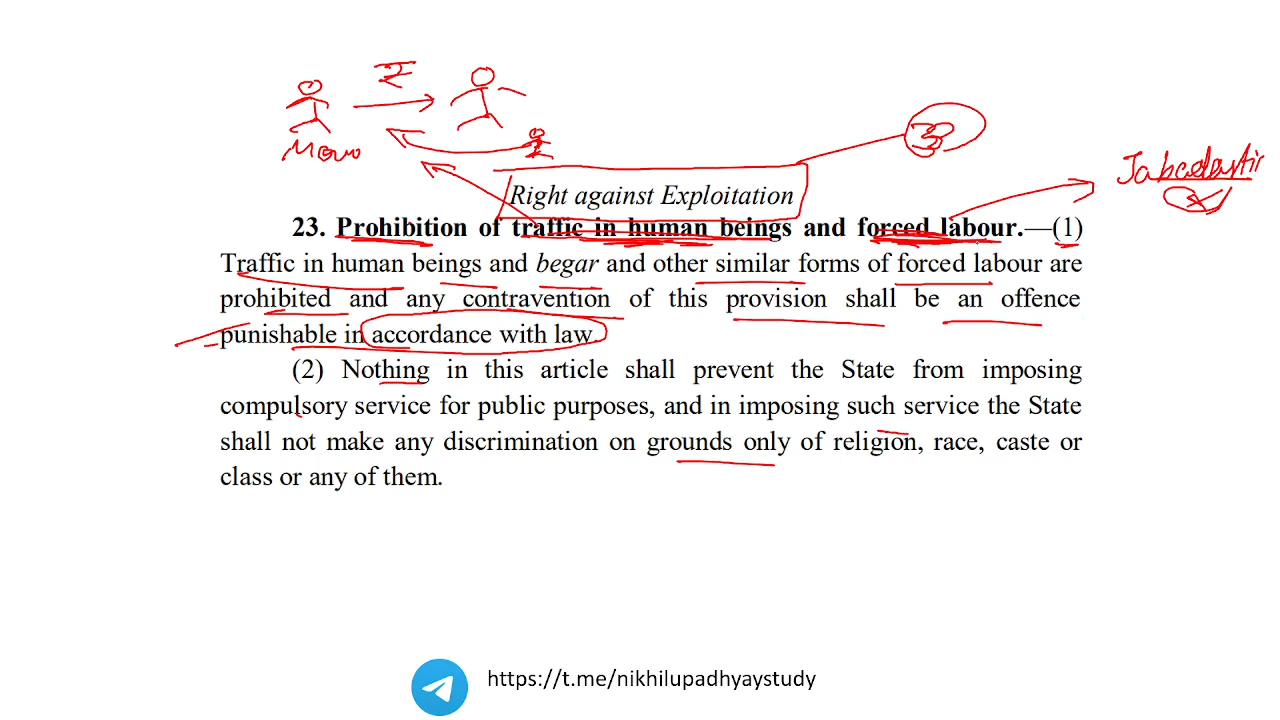 ₹
3
Right against Exploitation
23. Prohibition of traffic in human beings and forced labour.—(1)
Traffic in human beings and begar and other similar forms of forced labour are
prohibited and any contravention of this provision shall be an offence
punishable in accordance with law.
(2) Nothing in this article shall prevent the State from imposing
compulsory service for public purposes, and in imposing such service the State
shall not make any discrimination on grounds only of religion, race, caste or
class or any of them.
https://t.me/nikhilupadhyaystudy